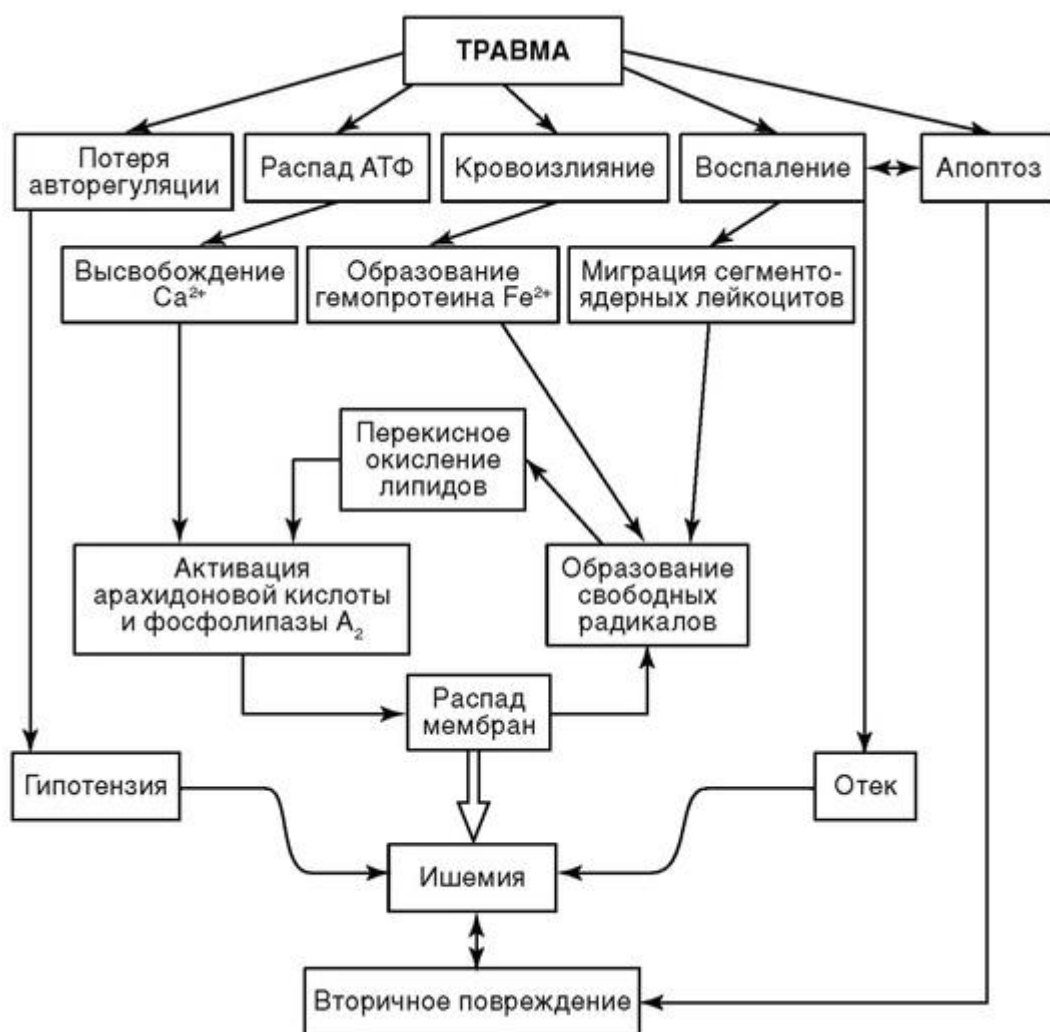 ТРАВМА
Потеря
авторегуляции
Распад АТФ
Кровоизлияние
Воспаление
Апоптоз
Высвобождение
Ca²⁺
Образование
гемопротеина Fe²⁺
Миграция сегменто-
ядерных лейкоцитов
Перекисное
окисление
липидов
Активация
арахидоновой кислоты
и фосфолипазы A₂
Образование
свободных
радикалов
Распад
мембран
Гипотензия
Отек
Ишемия
Вторичное повреждение